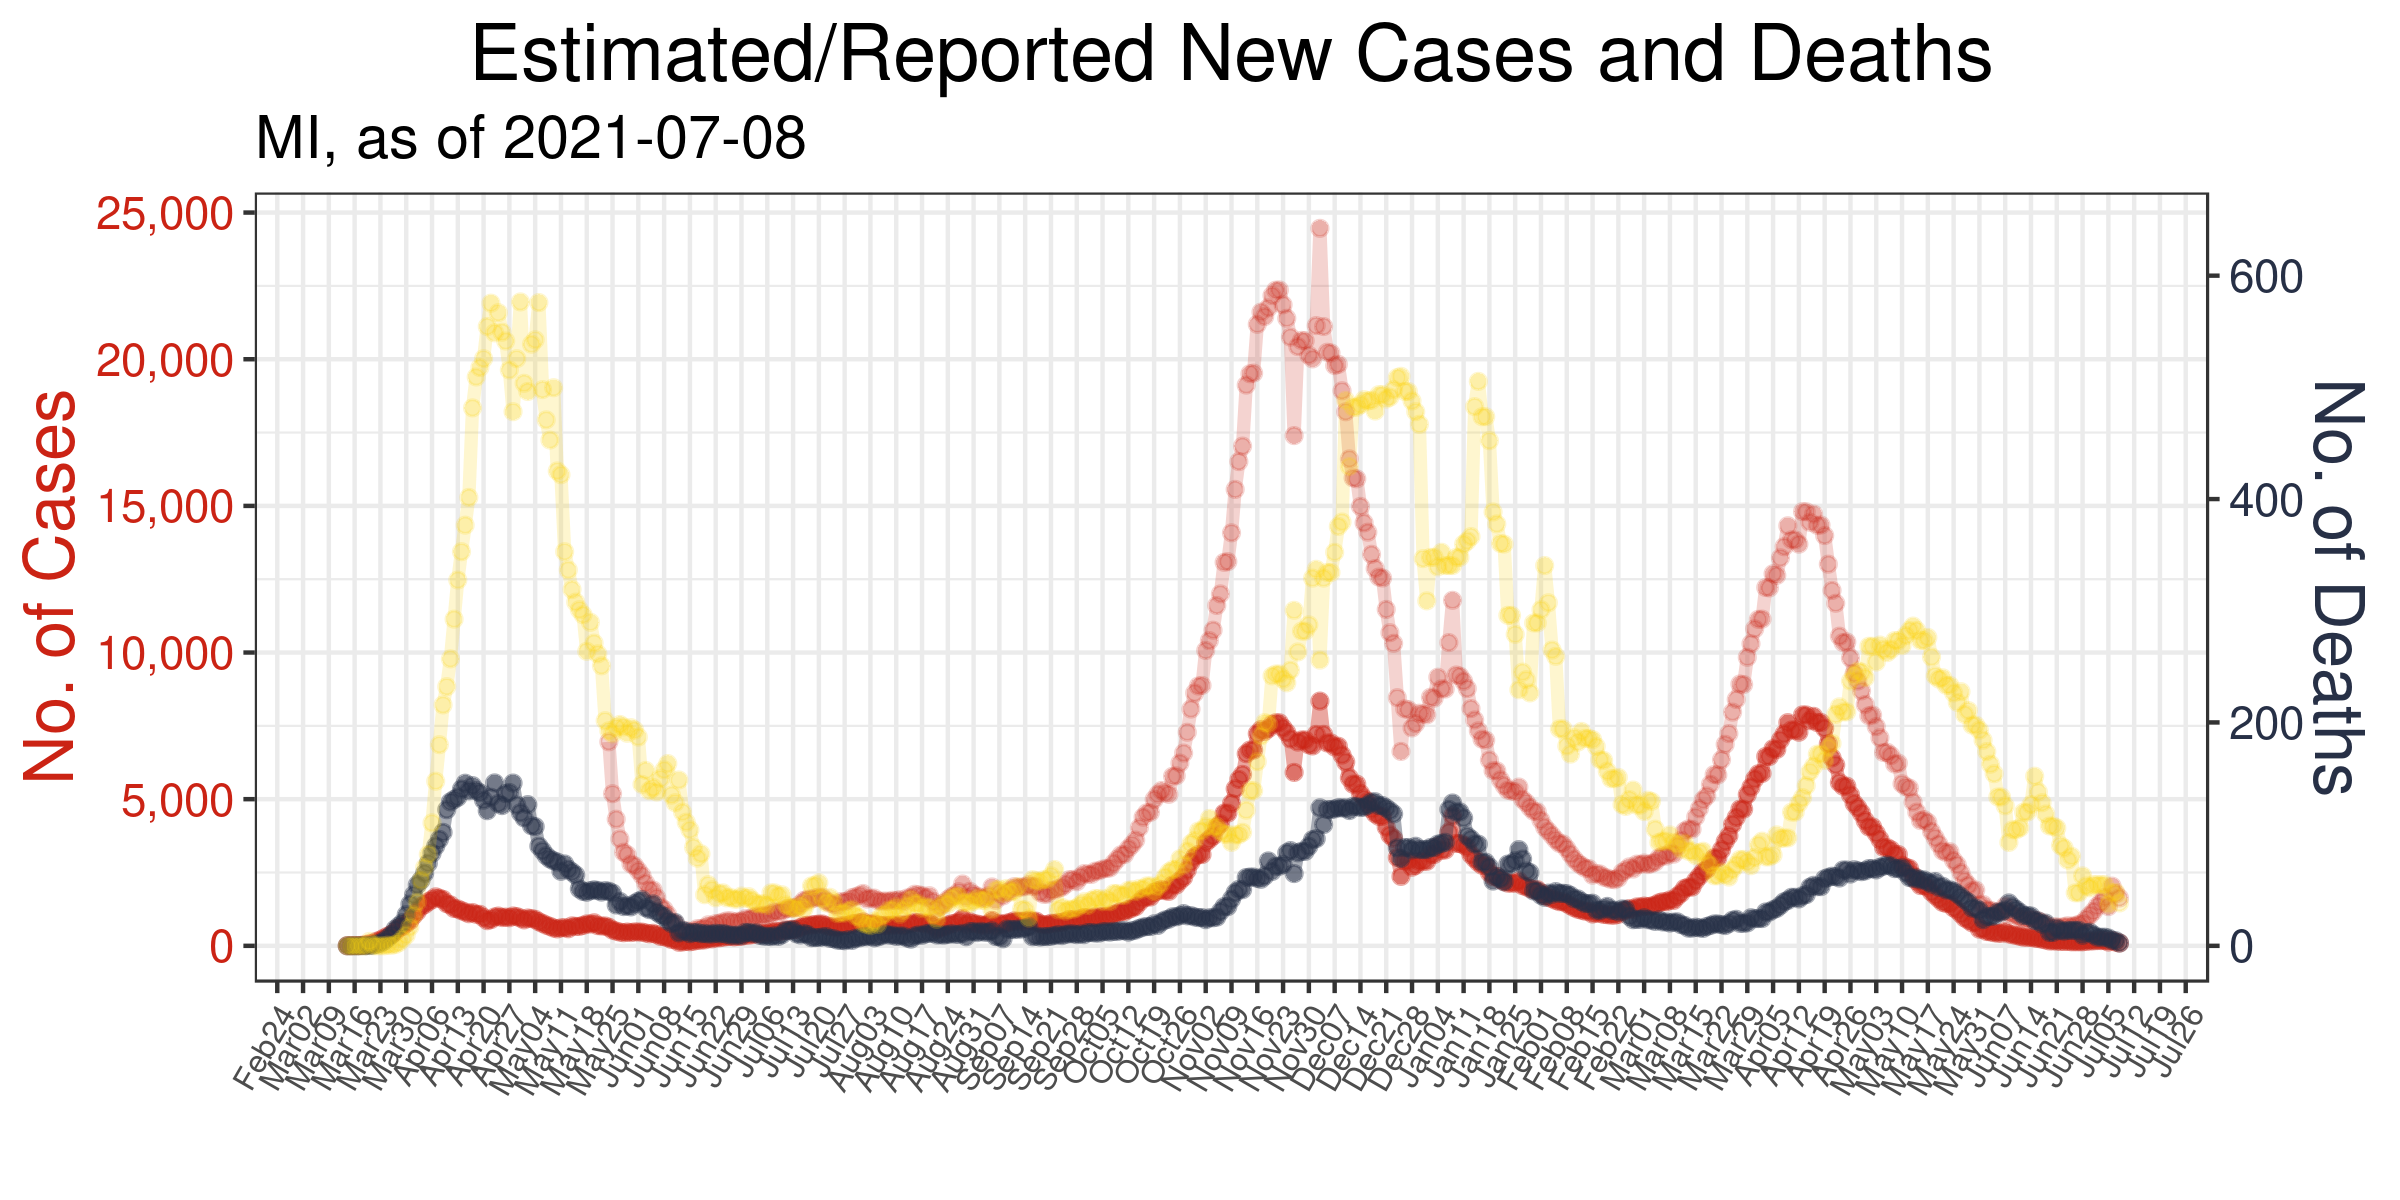 Estimated/Reported New Cases and Deaths
MI, as of 2021-07-08
No. of Cases
25,000
20,000
15,000
10,000
5,000
0
600
400
200
0
No. of Deaths
Feb24
Mar02
Mar09
Mar16
Mar23
Mar30
Apr06
Apr13
Apr20
Apr27
May04
May11
May18
May25
Jun01
Jun08
Jun15
Jun22
Jun29
Jul06
Jul13
Jul20
Jul27
Aug03
Aug10
Aug17
Aug24
Aug31
Sep07
Sep14
Sep21
Sep28
Oct05
Oct12
Oct19
Oct26
Nov02
Nov09
Nov16
Nov23
Nov30
Dec07
Dec14
Dec21
Dec28
Jan04
Jan11
Jan18
Jan25
Feb01
Feb08
Feb15
Feb22
Mar01
Mar08
Mar15
Mar22
Mar29
Apr05
Apr12
Apr19
Apr26
May03
May10
May17
May24
May31
Jun07
Jun14
Jun21
Jun28
Jul05
Jul12
Jul19
Jul26